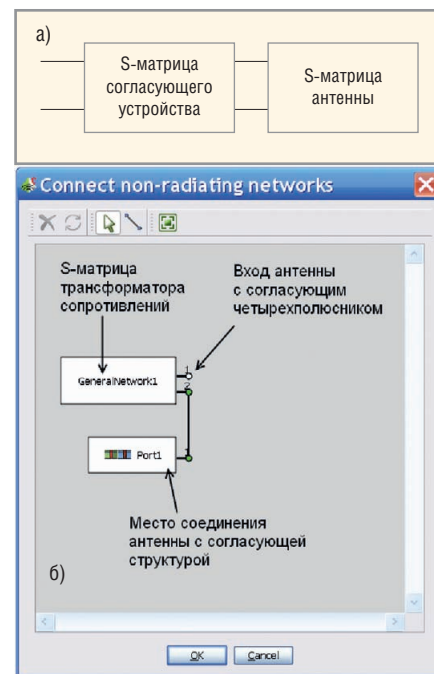 а)
S-матрица
согласующего
устройства
S-матрица
антенны
Connect non-radiating networks
S-матрица
трансформатора
сопротивлений
Вход антенны
с согласующим
четырехполюсником
GeneralNetwork1
1
2
Port1
Место соединения
антенны с согласующей
структурой
б)
OK
Cancel